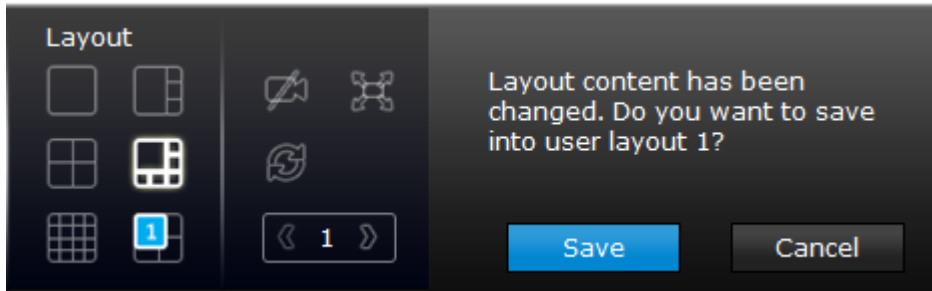 Layout
1
1
Layout content has been
changed. Do you want to save
into user layout 1?
Save
Cancel